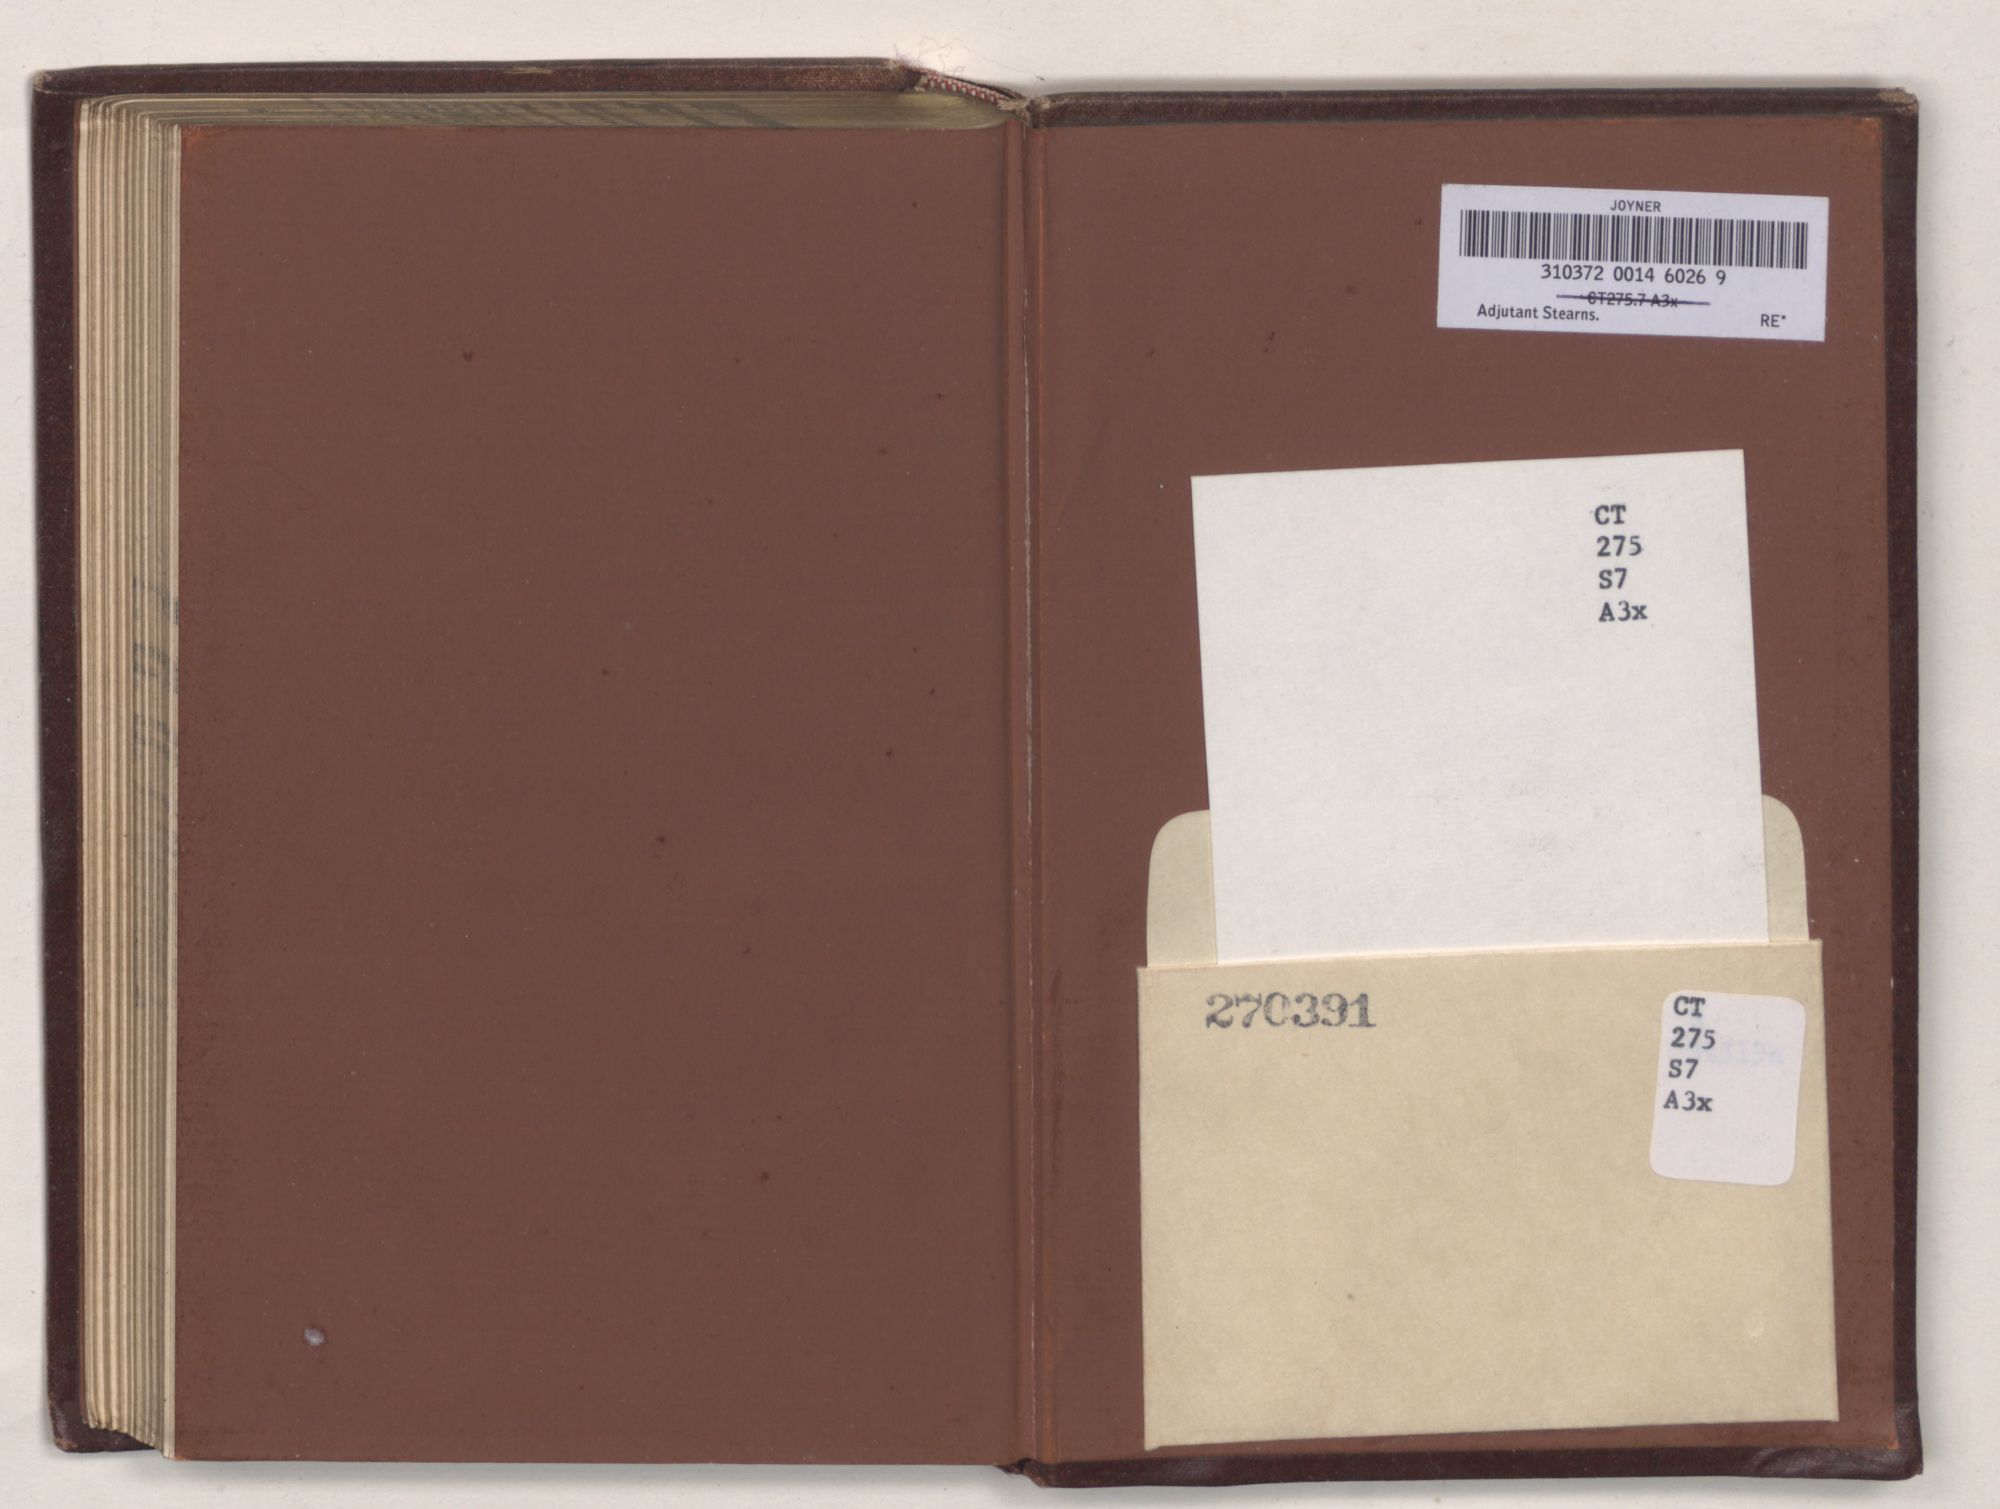 JOYNER
310372 0014 6026 9
CT275.7 A3x
Adjutant Stearns. RE*
CT
275
S7
A3x
270391
CT
275
S7
A3x